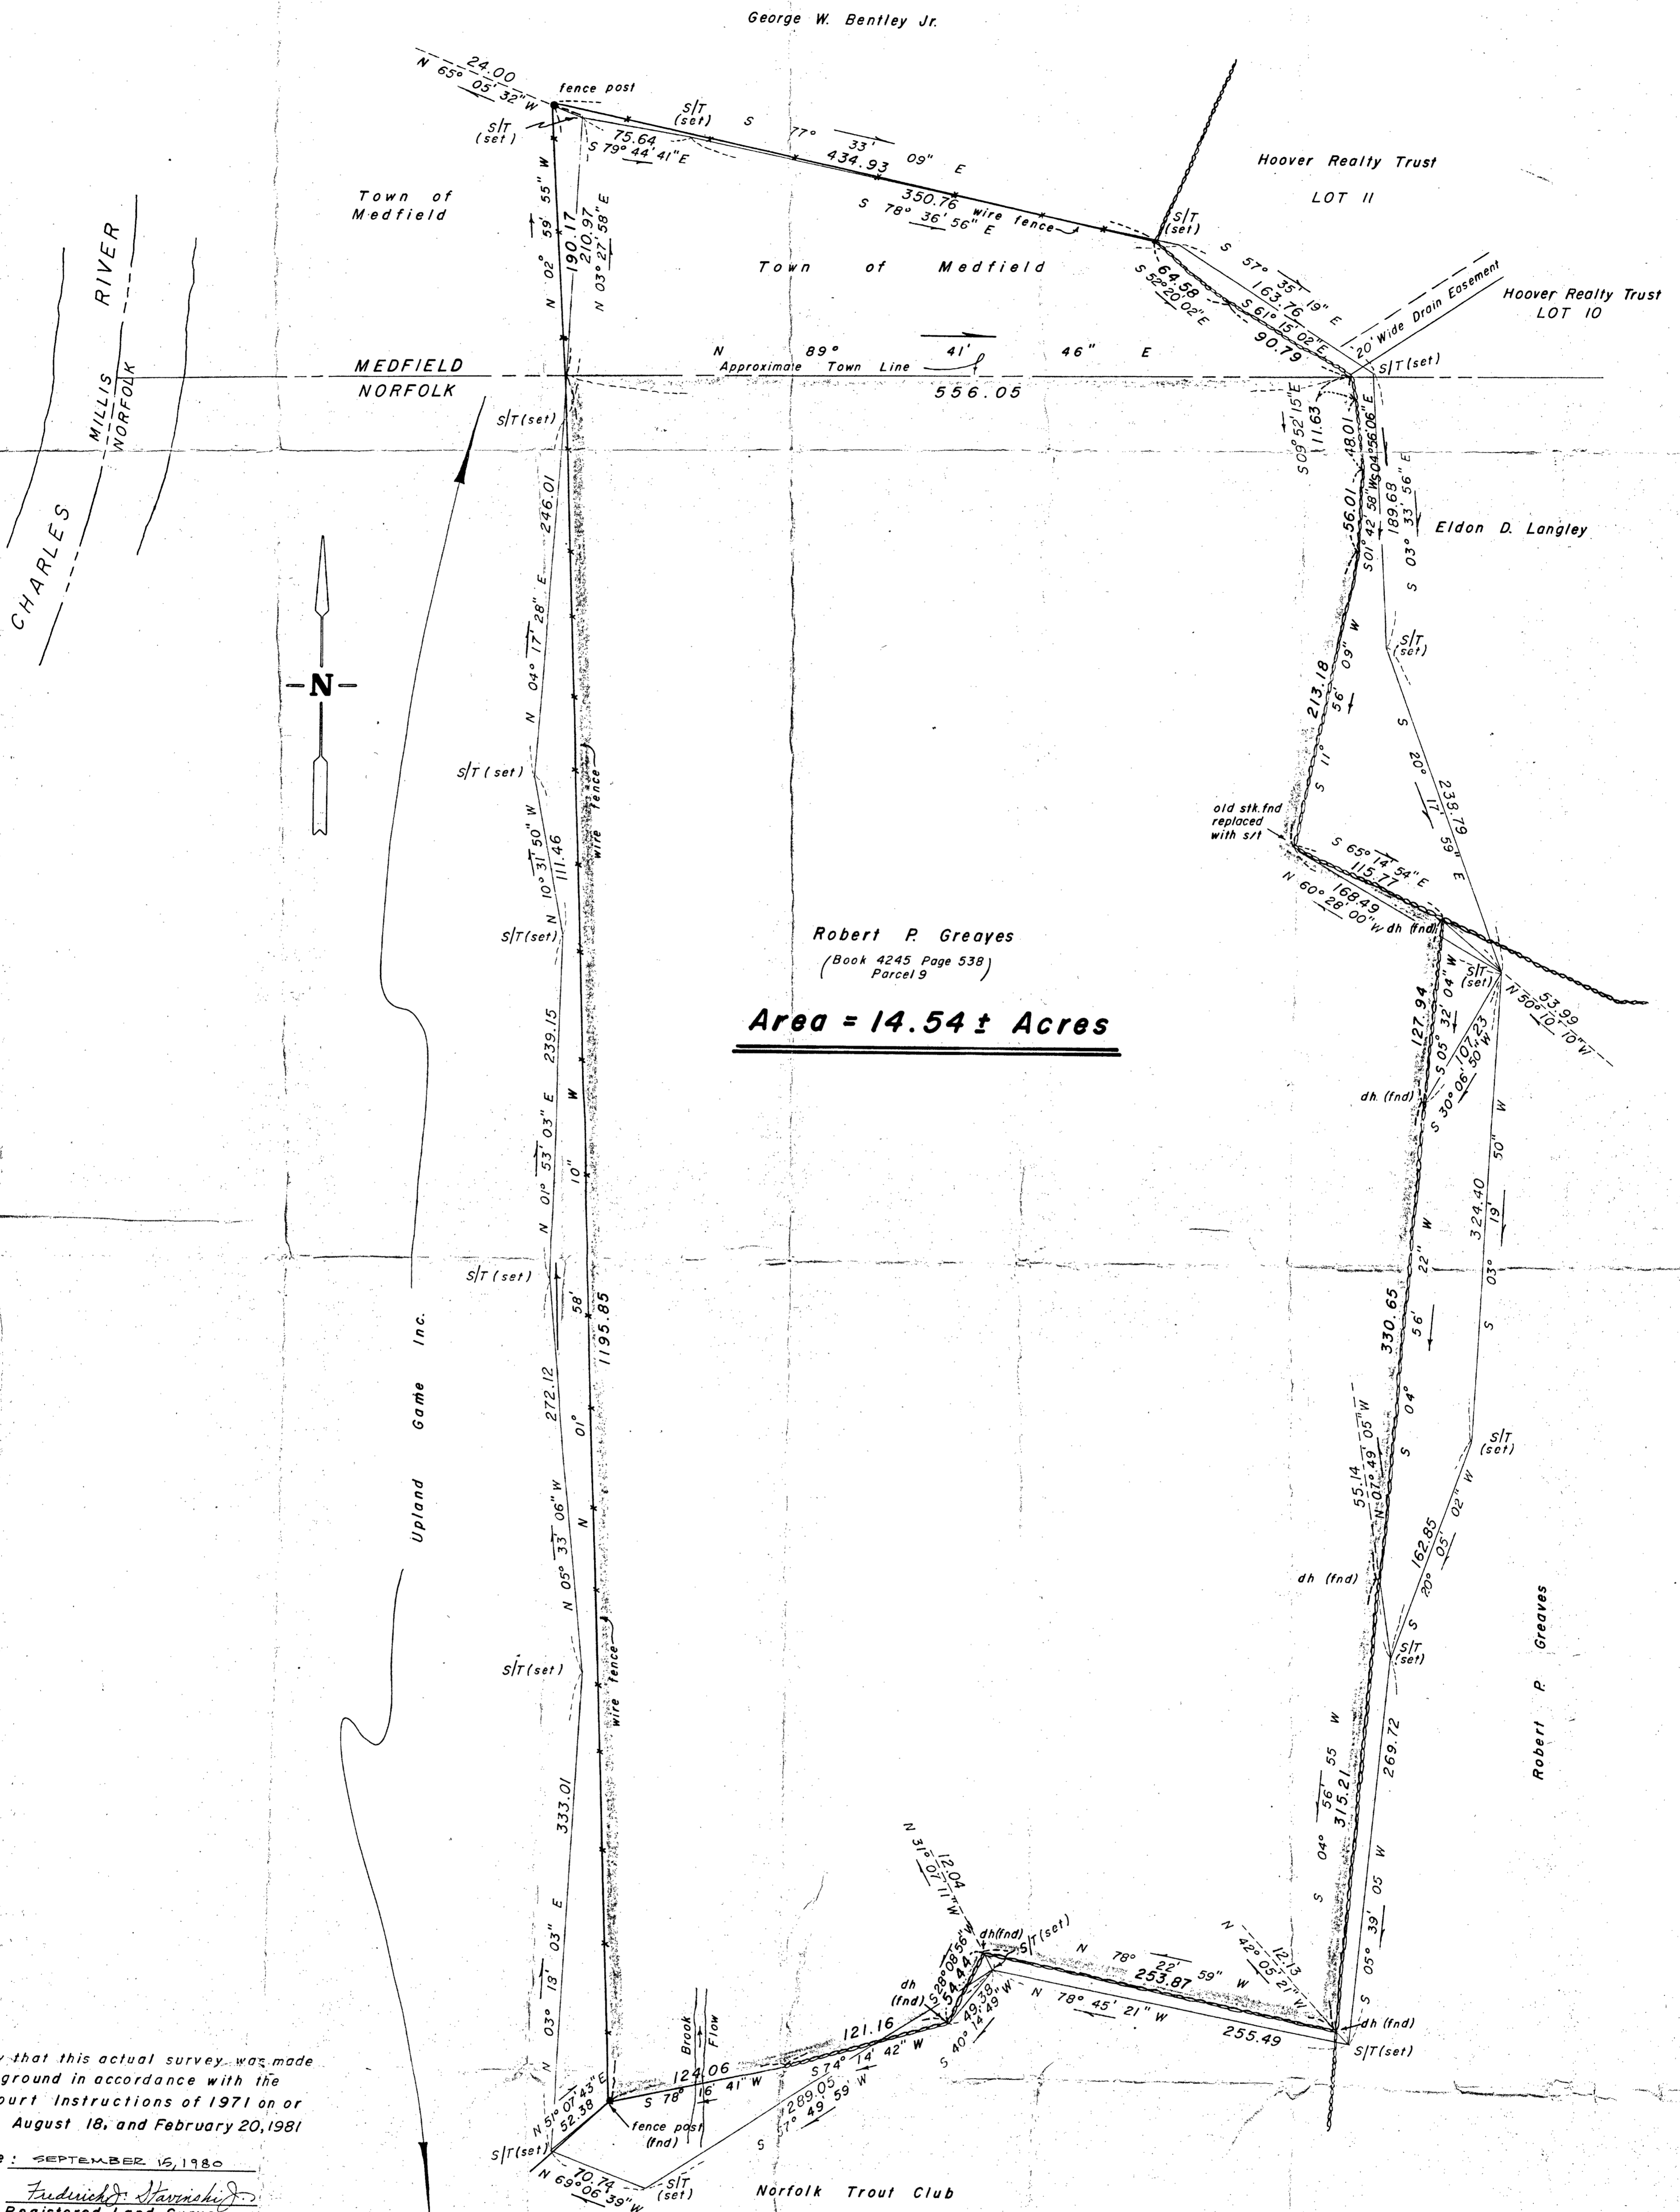 George W. Bentley Jr.
24.00
N 65° 05' 32" W
fence post
S/T
(set)
S/T
(set)
75.64
S 79° 44' 41" E
S 77° 33' 09" E
434.93
350.76
wire fence
S 78° 36' 56" E
S/T
(set)
Hoover Realty Trust
LOT 11
Town of
Medfield
N 02° 59' 55" W
190.17
210.97
N 03° 27' 58" E
Town of Medfield
64.58
S 52° 20' 02" E
S 57° 35' 19" E
163.76
S 61° 15' 02" E
90.79
20' Wide Drain Easement
Hoover Realty Trust
LOT 10
S/T (set)
CHARLES RIVER
MILLIS
NORFOLK
MEDFIELD
NORFOLK
N 89° 41' 46" E
Approximate Town Line
556.05
S/T (set)
S 09° 52' 15" E
111.63
48.01
S 04° 56' 06" E
56.01
S 01° 42' 58" W
189.68
S 03° 33' 56" E
Eldon D. Langley
246.01
N 04° 17' 28" E
-N-
S/T
(set)
213.18
S 11° 56' 09" W
S 20° 17' 59" E
238.79
S/T (set)
wire fence
N 10° 31' 50" W
111.46
old stk. fnd
replaced
with s/t
S 65° 14' 54" E
115.77
168.49
N 60° 28' 00" W
dh (fnd)
S/T (set)
Robert P. Greaves
(Book 4245 Page 538)
Parcel 9
Area = 14.54 ± Acres
S/T
(set)
53.99
N 50° 10' 10" W
127.94
S 05° 32' 04" W
107.23
S 30° 06' 50" W
dh. (fnd)
239.15
N 01° 53' 03" E
324.40
S 03° 19' 50" W
S/T (set)
N 01° 58' 10" W
1195.85
330.65
S 04° 56' 22" W
Upland Game Inc.
272.12
N 05° 33' 06" W
55.14
N 07° 49' 05" W
S/T
(set)
162.85
S 20° 05' 02" W
dh (fnd)
S/T
(set)
Robert P. Greaves
S/T (set)
wire fence
333.01
N 03° 18' 03" E
S 04° 56' 55 W
315.21
269.72
S 05° 39' 05 W
N 31° 07' 11" W
12.04
dh (fnd)
S/T (set)
S 28° 08' 56" W
54.44
dh
(fnd)
49.39
S 40° 14' 49" W
N 78° 22' 59" W
253.87
N 42° 05' 21" W
12.13
N 78° 45' 21" W
255.49
dh (fnd)
S/T (set)
Brook
Flow
121.16
S 74° 14' 42" W
124.06
S 78° 16' 41" W
289.05
S 57° 49' 59" W
N 51° 07' 43" E
52.38
fence post
(fnd)
S/T (set)
70.74
N 69° 06' 39" W
S/T
(set)
Norfolk Trout Club
that this actual survey was made
ground in accordance with the
ourt Instructions of 1971 on or
August 18, and February 20, 1981
: SEPTEMBER 15, 1980
Frederick J. Stavinski Jr.